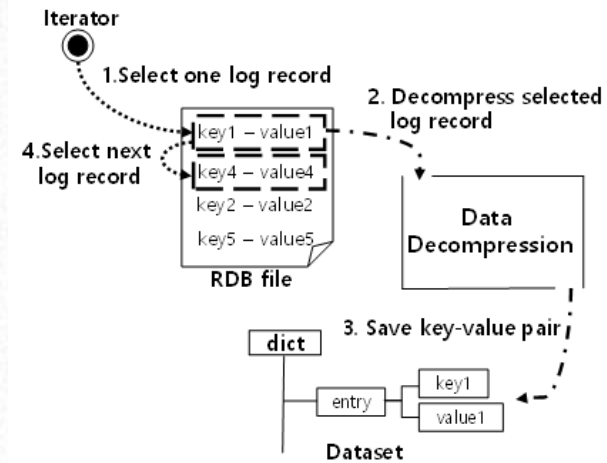 Iterator
1.Select one log record
2. Decompress selected
log record
key1 – value1
4.Select next
log record
key4 – value4
key2 – value2
key5 – value5
RDB file
Data
Decompression
3. Save key-value pair
dict
entry
key1
value1
Dataset